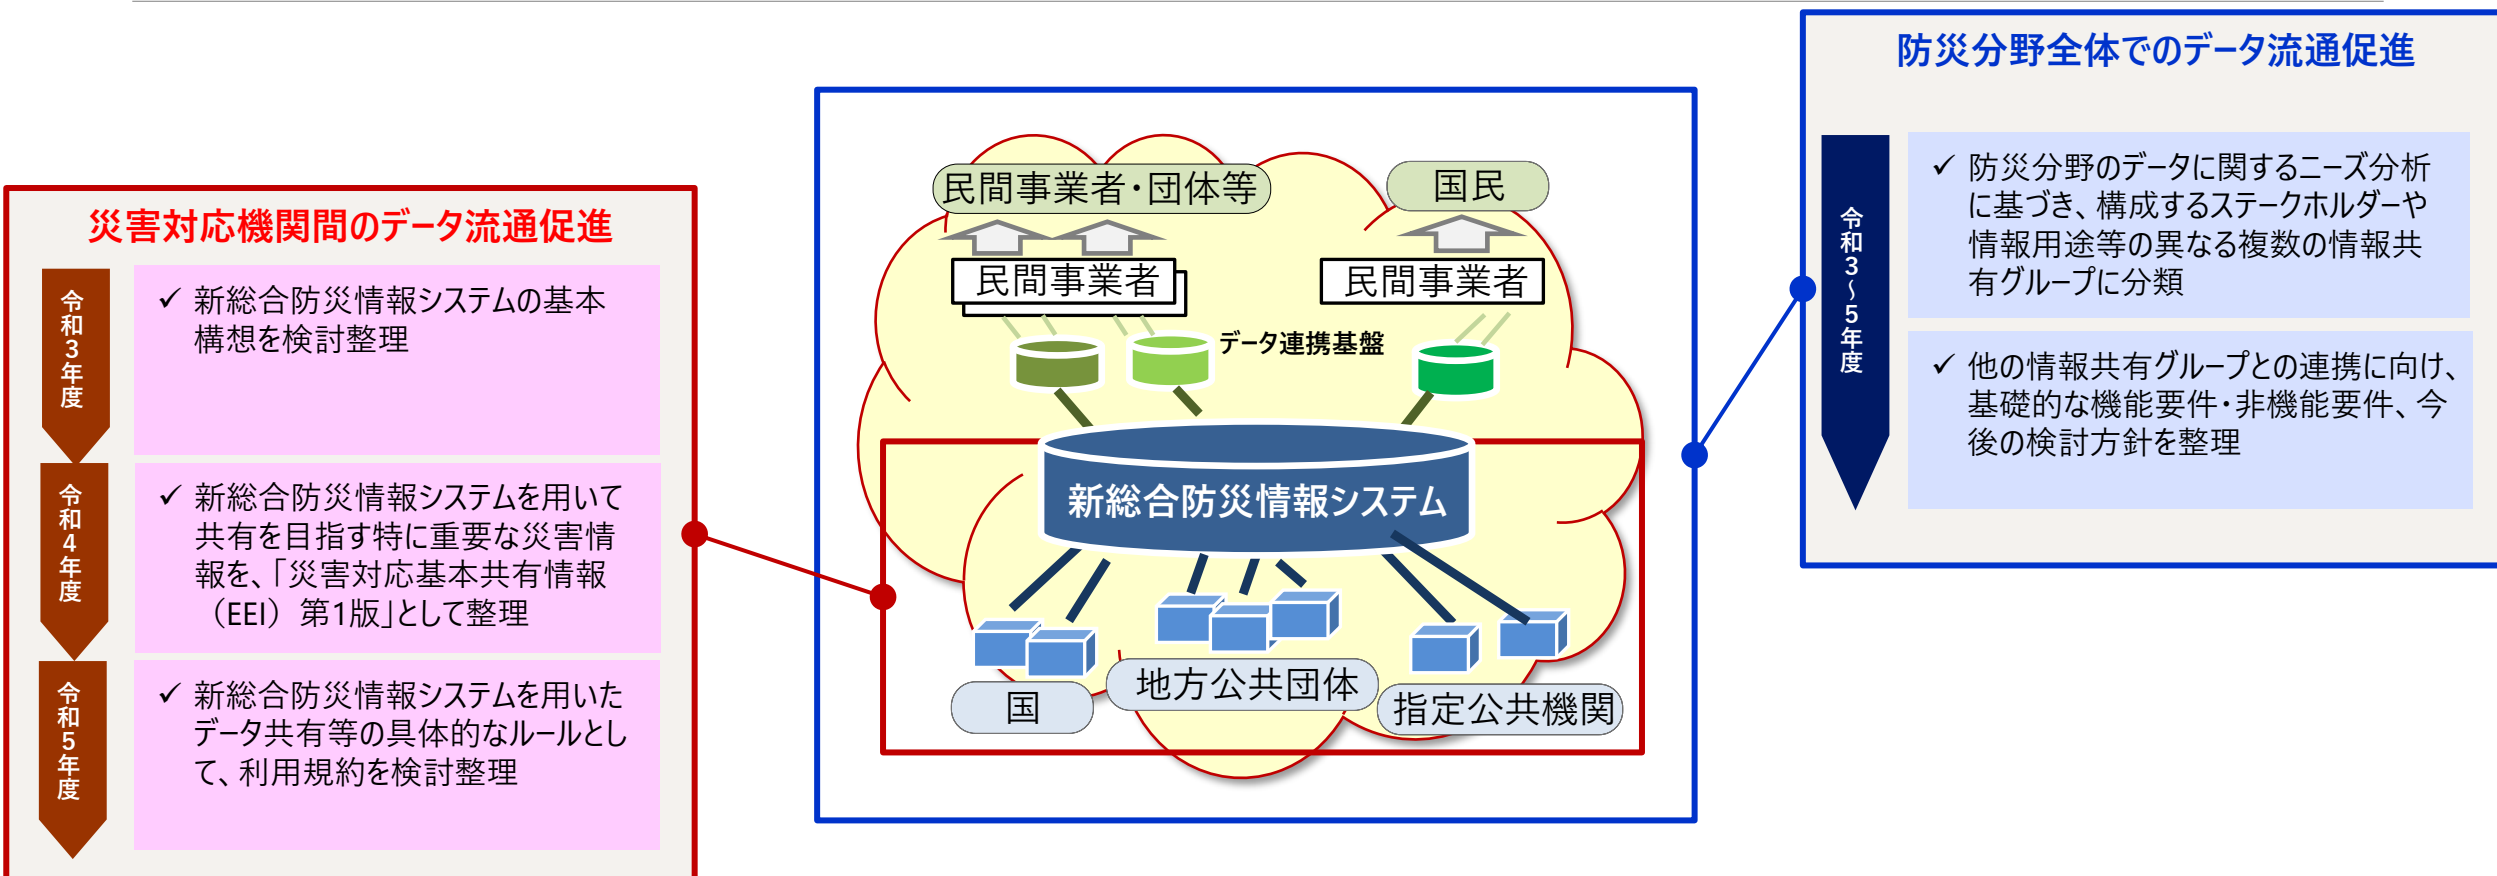 災害対応機関間のデータ流通促進
令和3年度
✓ 新総合防災情報システムの基本
構想を検討整理
令和4年度
✓ 新総合防災情報システムを用いて
共有を目指す特に重要な災害情
報を、「災害対応基本共有情報
（EEI）第1版」として整理
令和5年度
✓ 新総合防災情報システムを用いた
データ共有等の具体的なルールとし
て、利用規約を検討整理
民間事業者・団体等
国民
民間事業者
民間事業者
データ連携基盤
新総合防災情報システム
国
地方公共団体
指定公共機関
防災分野全体でのデータ流通促進
令和3～5年度
✓ 防災分野のデータに関するニーズ分析
に基づき、構成するステークホルダーや
情報用途等の異なる複数の情報共
有グループに分類
✓ 他の情報共有グループとの連携に向け、
基礎的な機能要件・非機能要件、今
後の検討方針を整理